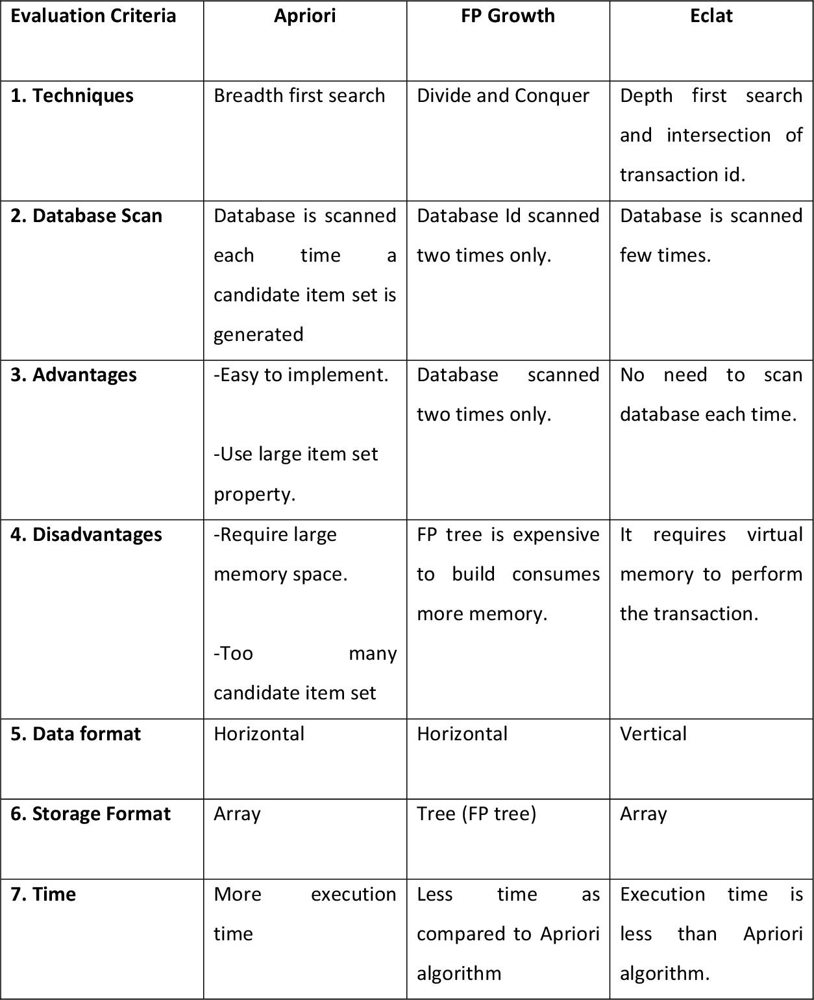 Evaluation Criteria
Apriori
FP Growth
Eclat
1. Techniques
Breadth first search
Divide and Conquer
Depth first search
and intersection of
transaction id.
2. Database Scan
Database is scanned
each time a
candidate item set is
generated
Database Id scanned
two times only.
Database is scanned
few times.
3. Advantages
-Easy to implement.
-Use large item set
property.
Database scanned
two times only.
No need to scan
database each time.
4. Disadvantages
-Require large
memory space.
-Too many
candidate item set
FP tree is expensive
to build consumes
more memory.
It requires virtual
memory to perform
the transaction.
5. Data format
Horizontal
Horizontal
Vertical
6. Storage Format
Array
Tree (FP tree)
Array
7. Time
More execution
time
Less time as
compared to Apriori
algorithm
Execution time is
less than Apriori
algorithm.